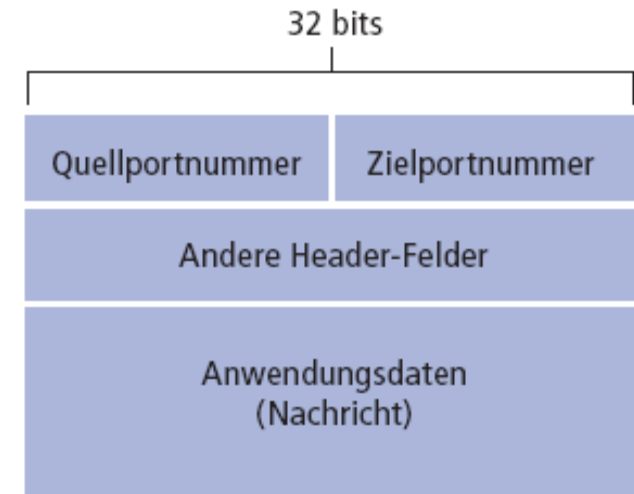 32 bits
Quellportnummer
Zielportnummer
Andere Header-Felder
Anwendungsdaten
(Nachricht)